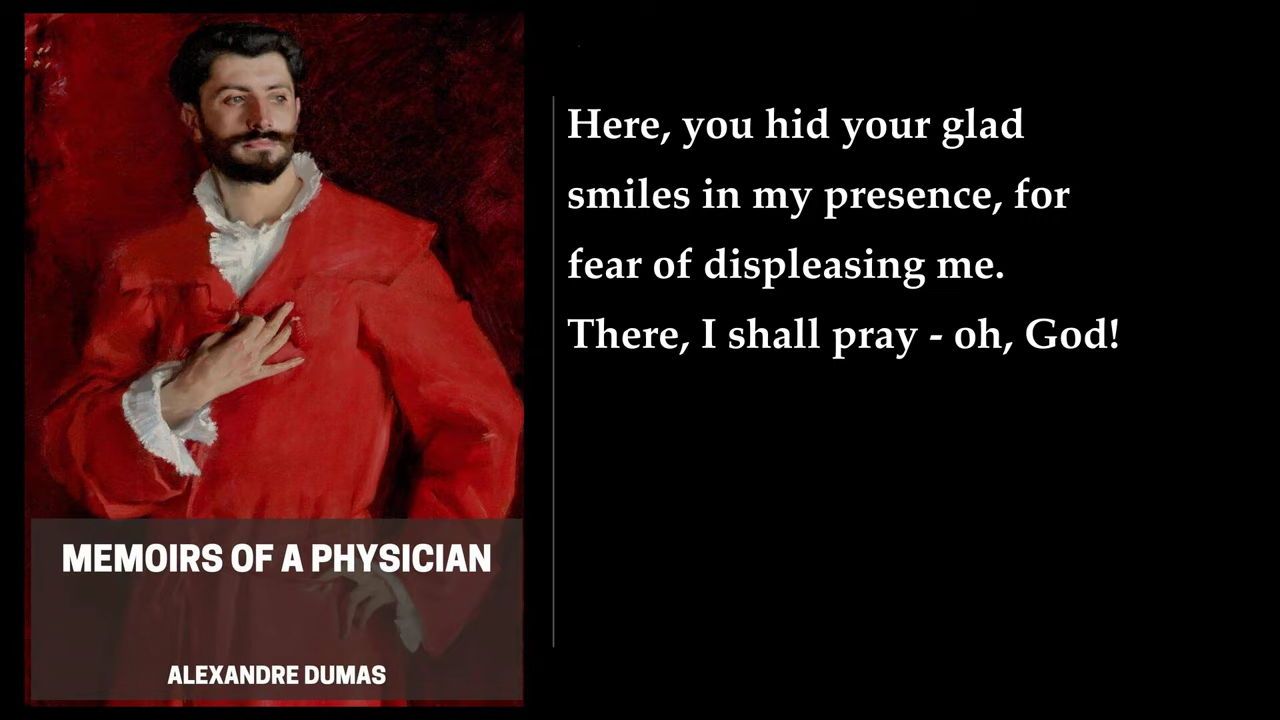 Here, you hid your glad
smiles in my presence, for
fear of displeasing me.
There, I shall pray - oh, God!
MEMOIRS OF A PHYSICIAN
ALEXANDRE DUMAS